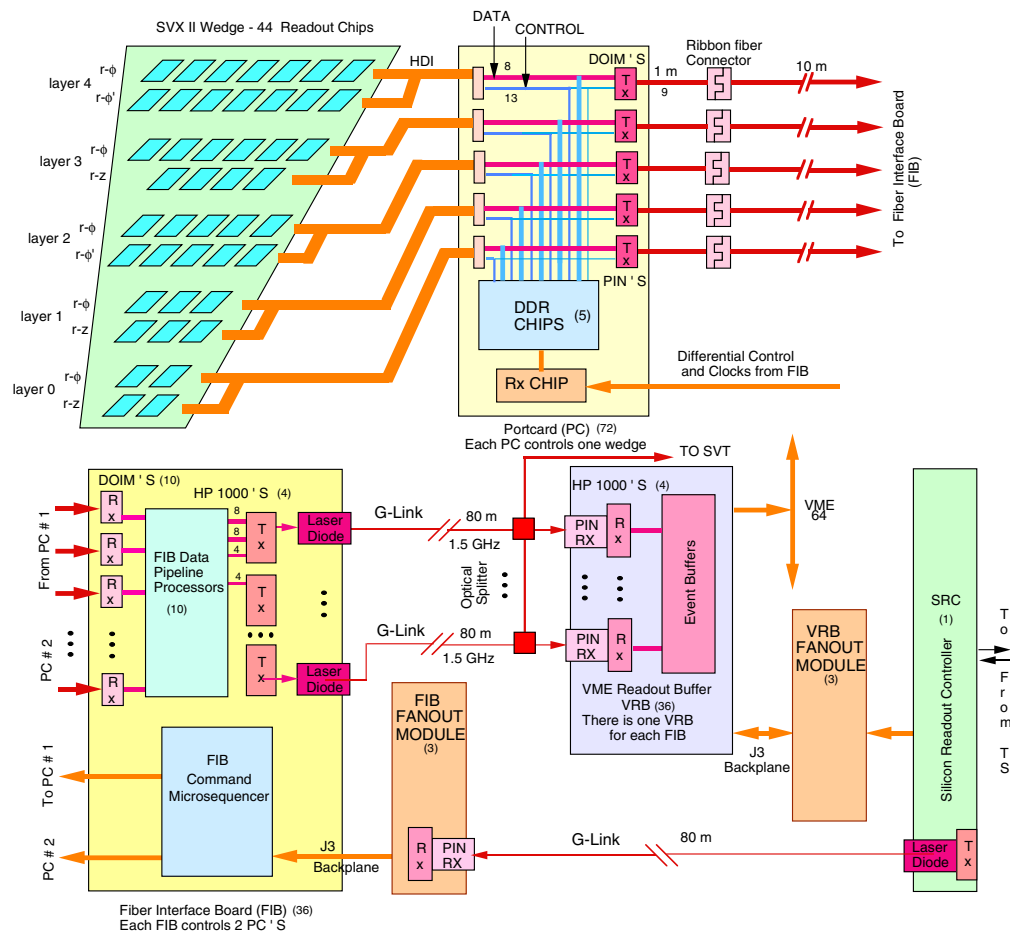 SVX II Wedge - 44 Readout Chips
DATA
CONTROL
DOIM ' S
Ribbon fiber
Connector
HDI
8
13
1 m
9
10 m
r-ϕ
layer 4
r-ϕ'
r-ϕ
layer 3
r-z
r-ϕ
layer 2
r-ϕ'
r-ϕ
layer 1
r-z
r-ϕ
layer 0
r-z
T x
T x
T x
T x
T x
PIN ' S
To Fiber Interface Board
(FIB)
DDR
CHIPS
(5)
Rx CHIP
Differential Control
and Clocks from FIB
Portcard (PC) (72)
Each PC controls one wedge
TO SVT
DOIM ' S (10)
HP 1000 ' S (4)
R x
R x
R x
R x
From PC # 1
PC # 2
FIB Data
Pipeline
Processors
(10)
8
8
4
4
T x
T x
T x
Laser
Diode
Laser
Diode
G-Link
80 m
1.5 GHz
G-Link
80 m
1.5 GHz
Optical
Splitter
HP 1000 ' S (4)
PIN
RX
R x
PIN
RX
R x
Event Buffers
VME Readout Buffer
VRB (36)
There is one VRB
for each FIB
VME
64
VRB
FANOUT
MODULE
(3)
J3
Backplane
SRC
(1)
Silicon Readout Controller
To
From TS
Laser
Diode
T x
FIB
FANOUT
MODULE
(3)
R x
PIN
RX
G-Link
80 m
J3
Backplane
FIB
Command
Microsequencer
To PC # 1
PC # 2
Fiber Interface Board (FIB) (36)
Each FIB controls 2 PC ' S